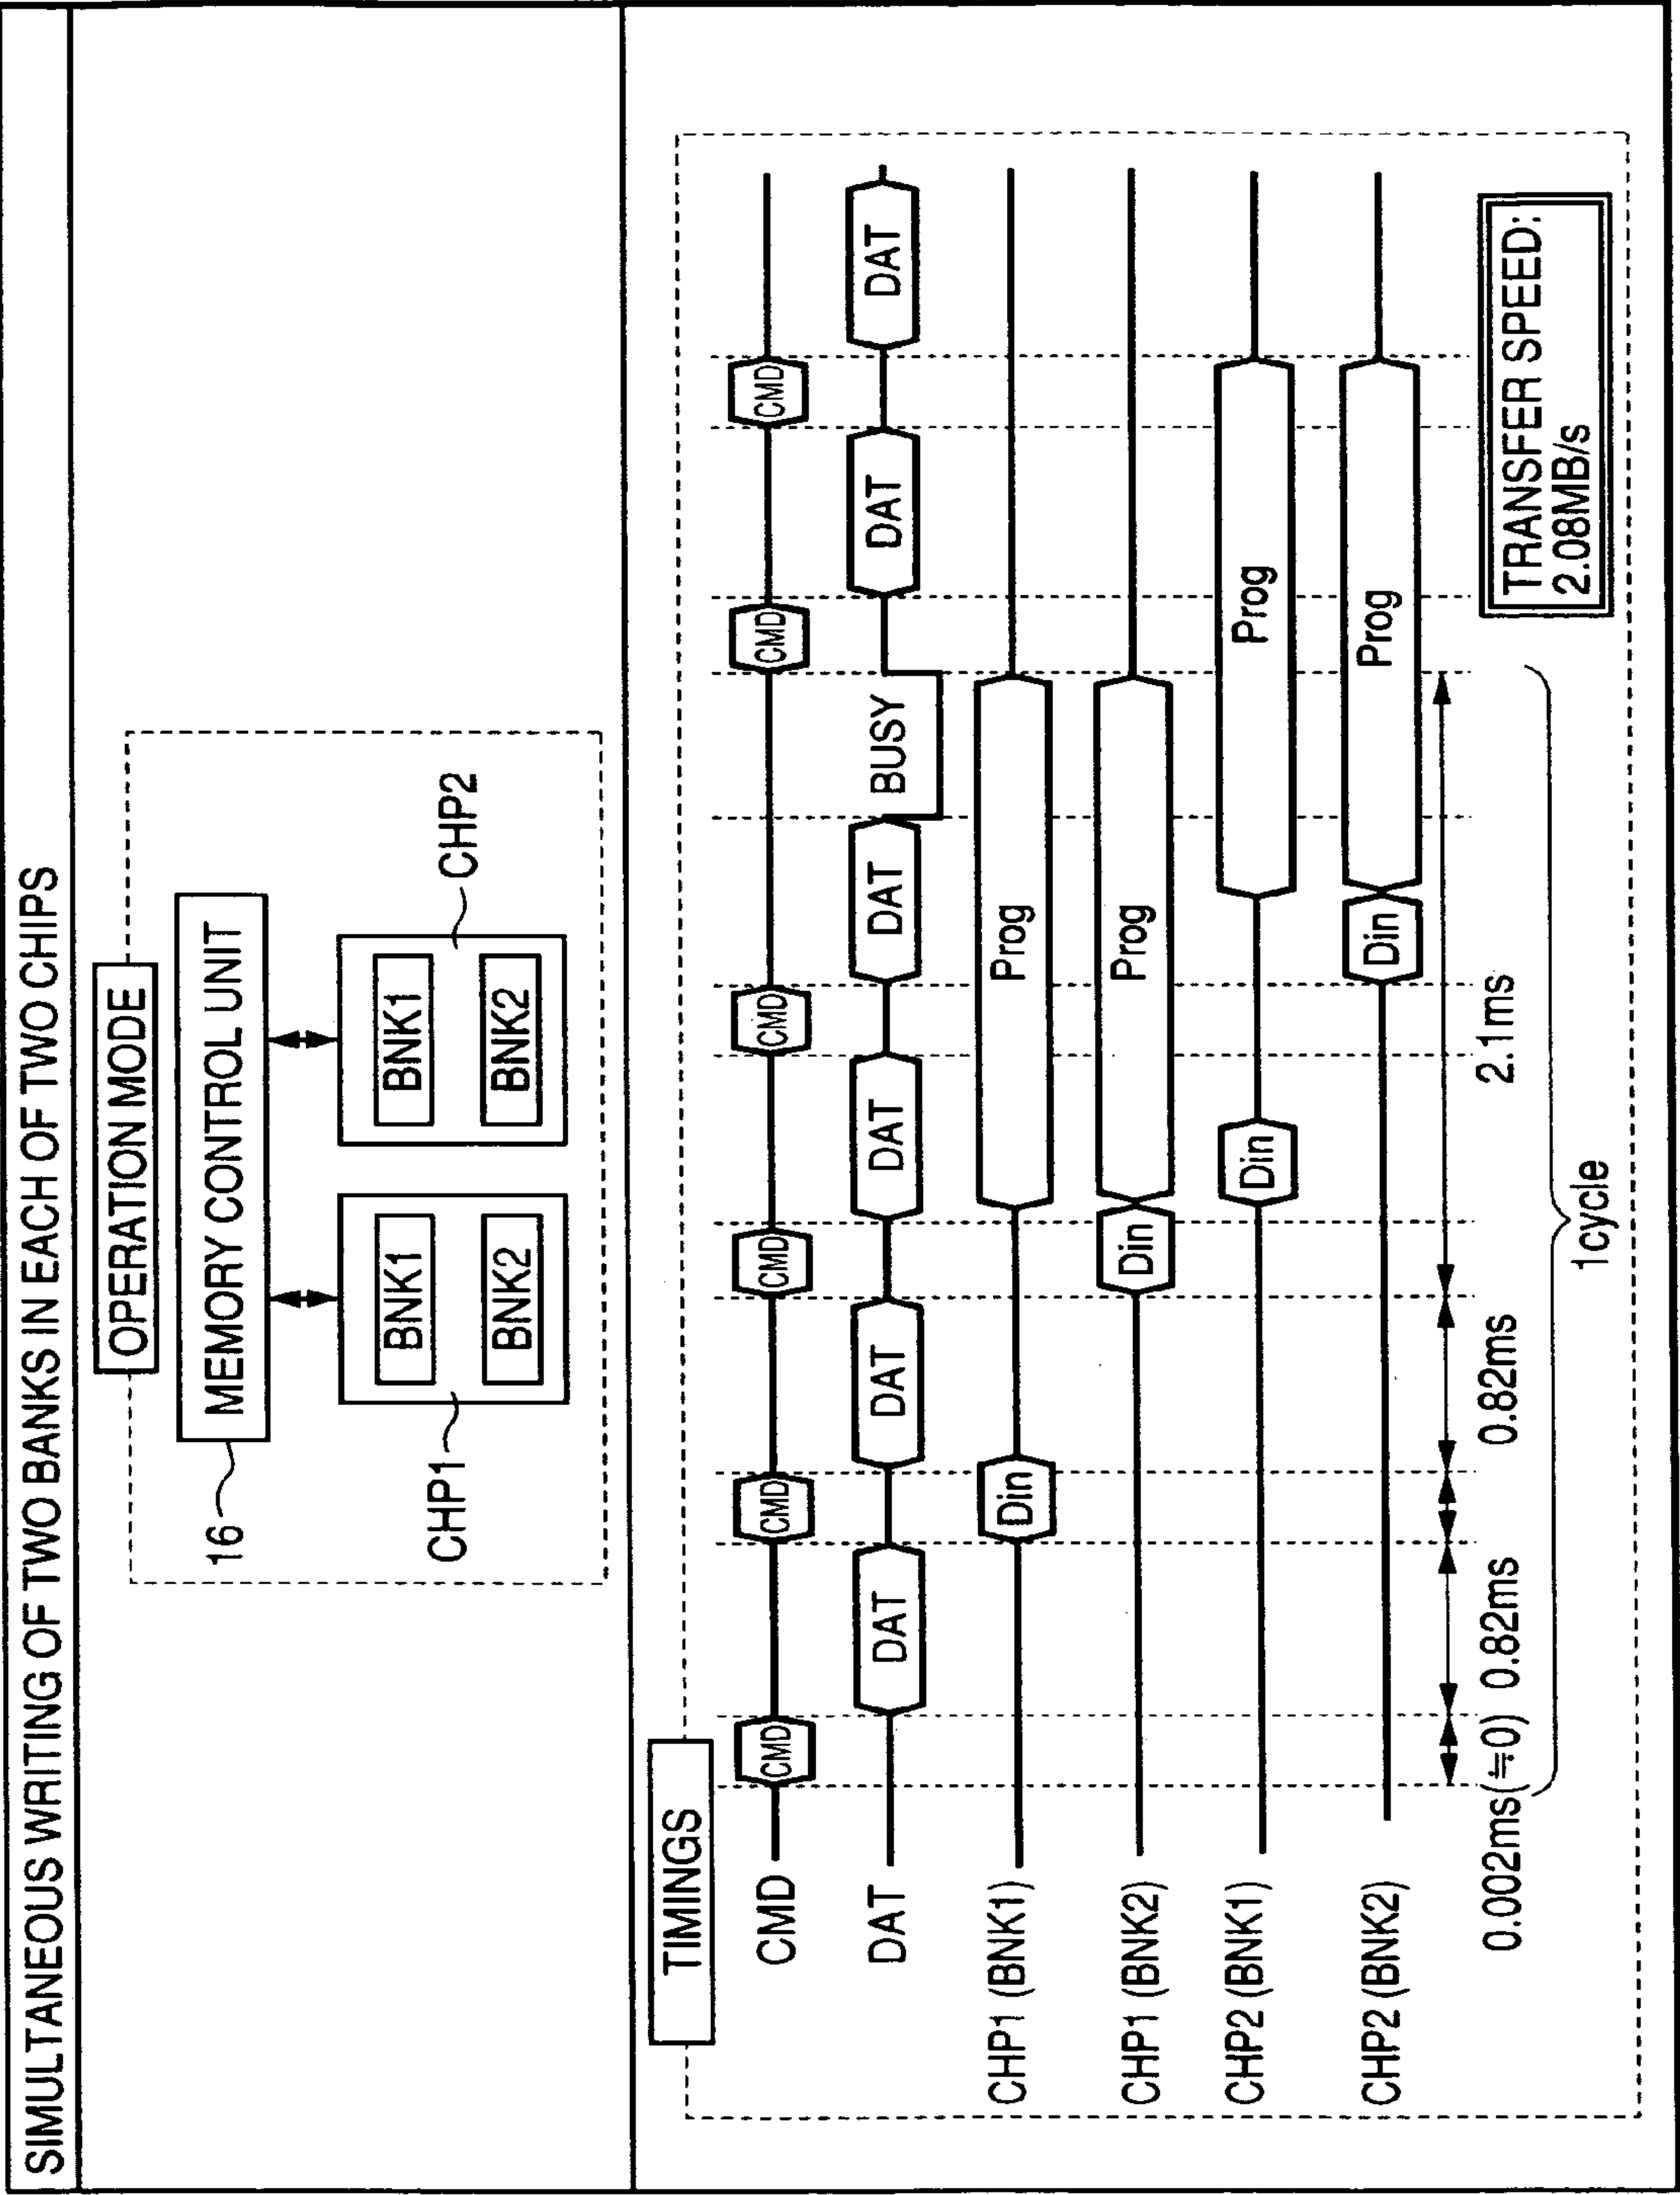 SIMULTANEOUS WRITING OF TWO BANKS IN EACH OF TWO CHIPS
OPERATION MODE
16
MEMORY CONTROL UNIT
CHP1
BNK1
BNK2
BNK1
BNK2
CHP2
TIMINGS
CMD CMD CMD CMD CMD CMD CMD
DAT DAT DAT DAT DAT BUSY DAT DAT
CHP1 (BNK1) Din Prog
CHP1 (BNK2) Din Prog
CHP2 (BNK1) Din Prog
CHP2 (BNK2) Din Prog
0.002ms(≒0) 0.82ms 0.82ms 2.1ms
1cycle
TRANSFER SPEED:
2.08MB/s